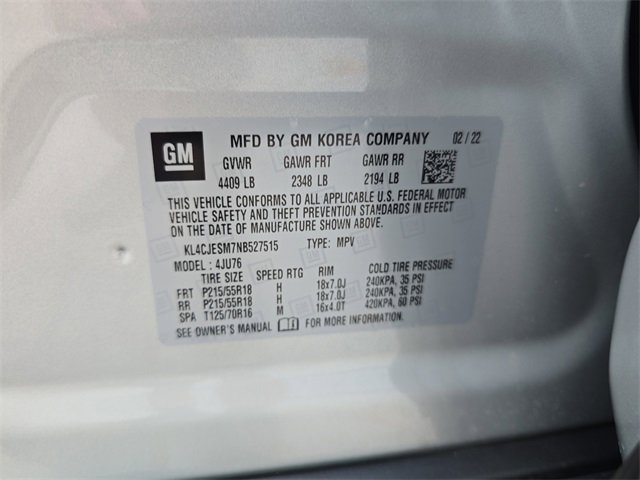 GM
MFD BY GM KOREA COMPANY 02/22
GVWR GAWR FRT GAWR RR
4409 LB 2348 LB 2194 LB
THIS VEHICLE CONFORMS TO ALL APPLICABLE U.S. FEDERAL MOTOR
VEHICLE SAFETY AND THEFT PREVENTION STANDARDS IN EFFECT
ON THE DATE OF MANUFACTURE SHOWN ABOVE.
KL4CJESM7NB527515 TYPE: MPV
MODEL: 4JU76
TIRE SIZE SPEED RTG RIM COLD TIRE PRESSURE
FRT P215/55R18 H 18x7.0J 240KPA, 35 PSI
RR P215/55R18 H 18x7.0J 240KPA, 35 PSI
SPA T125/70R16 M 16x4.0T 420KPA, 60 PSI
SEE OWNER'S MANUAL FOR MORE INFORMATION.